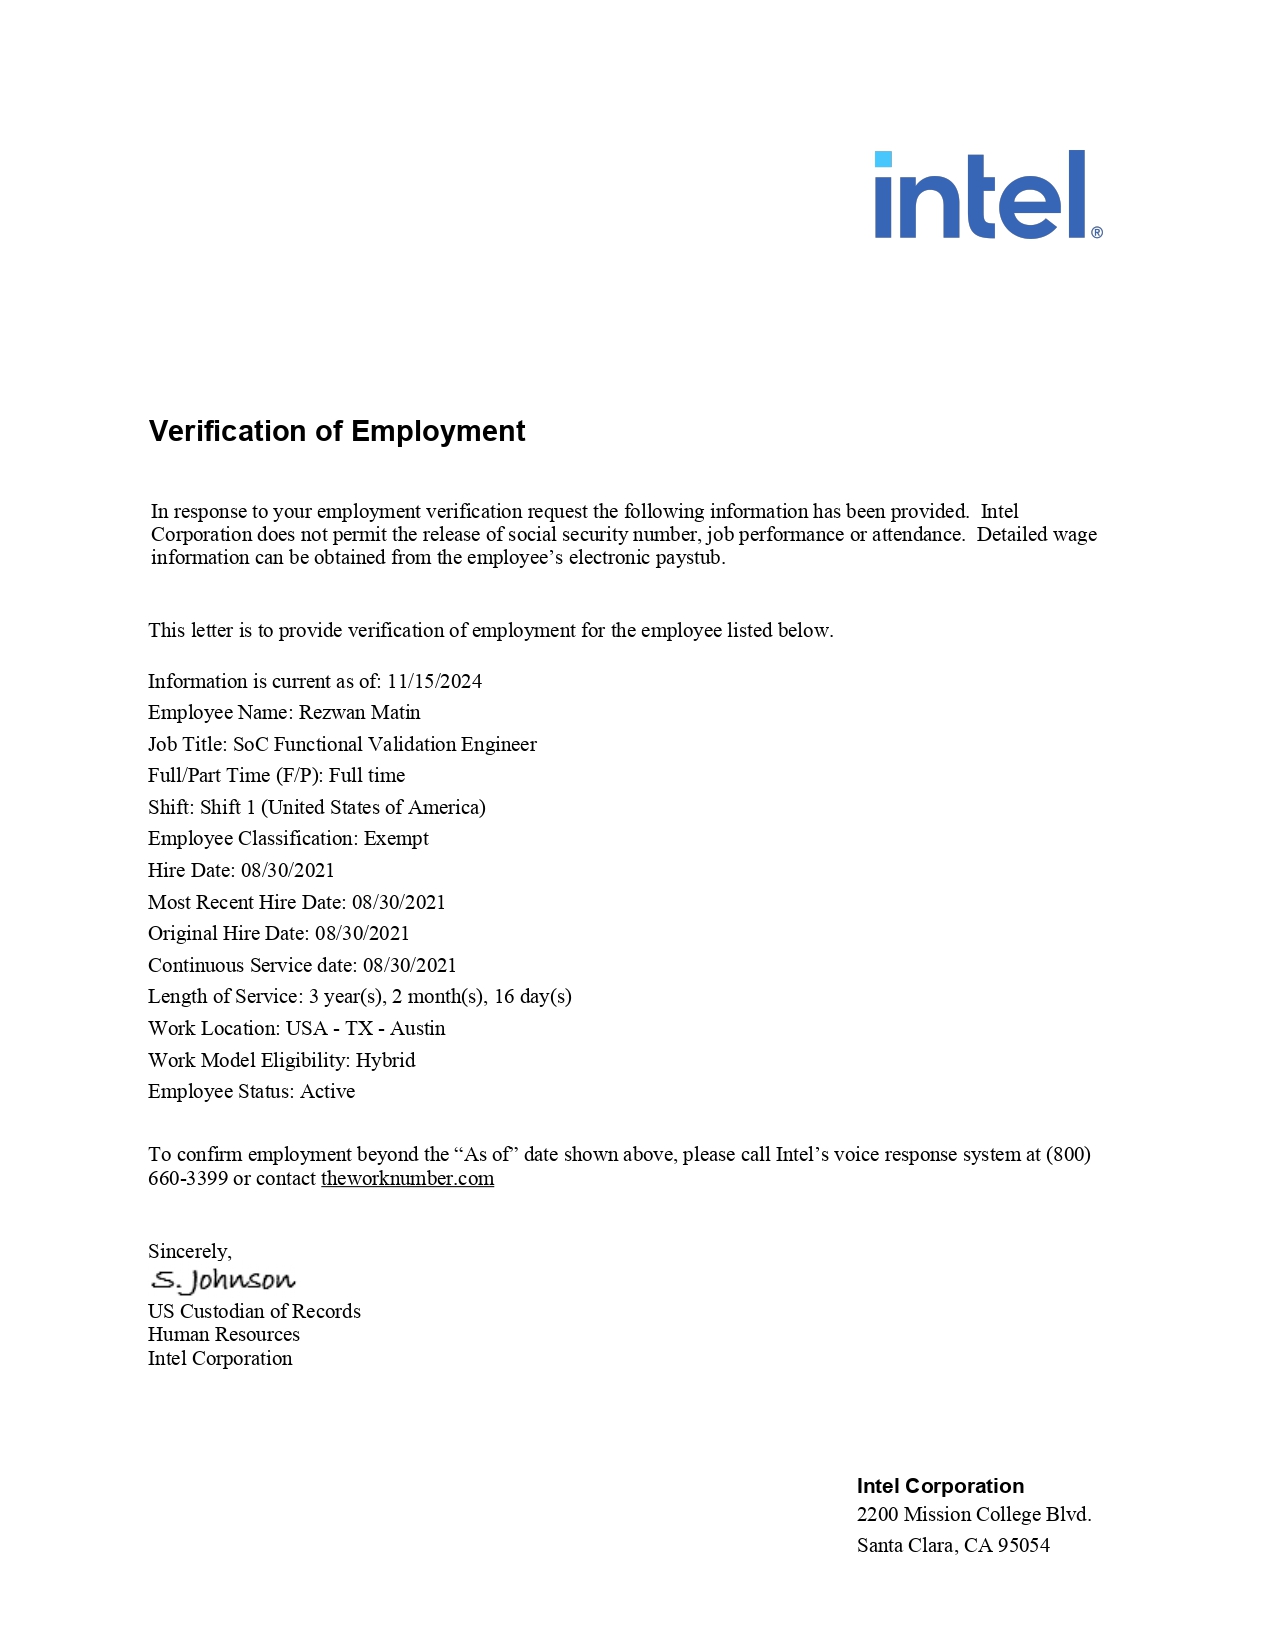 intel®
Verification of Employment
In response to your employment verification request the following information has been provided.  Intel
Corporation does not permit the release of social security number, job performance or attendance.  Detailed wage
information can be obtained from the employee’s electronic paystub.
This letter is to provide verification of employment for the employee listed below.
Information is current as of: 11/15/2024
Employee Name: Rezwan Matin
Job Title: SoC Functional Validation Engineer
Full/Part Time (F/P): Full time
Shift: Shift 1 (United States of America)
Employee Classification: Exempt
Hire Date: 08/30/2021
Most Recent Hire Date: 08/30/2021
Original Hire Date: 08/30/2021
Continuous Service date: 08/30/2021
Length of Service: 3 year(s), 2 month(s), 16 day(s)
Work Location: USA - TX - Austin
Work Model Eligibility: Hybrid
Employee Status: Active
To confirm employment beyond the “As of” date shown above, please call Intel’s voice response system at (800)
660-3399 or contact theworknumber.com
Sincerely,
S. Johnson
US Custodian of Records
Human Resources
Intel Corporation
Intel Corporation
2200 Mission College Blvd.
Santa Clara, CA 95054